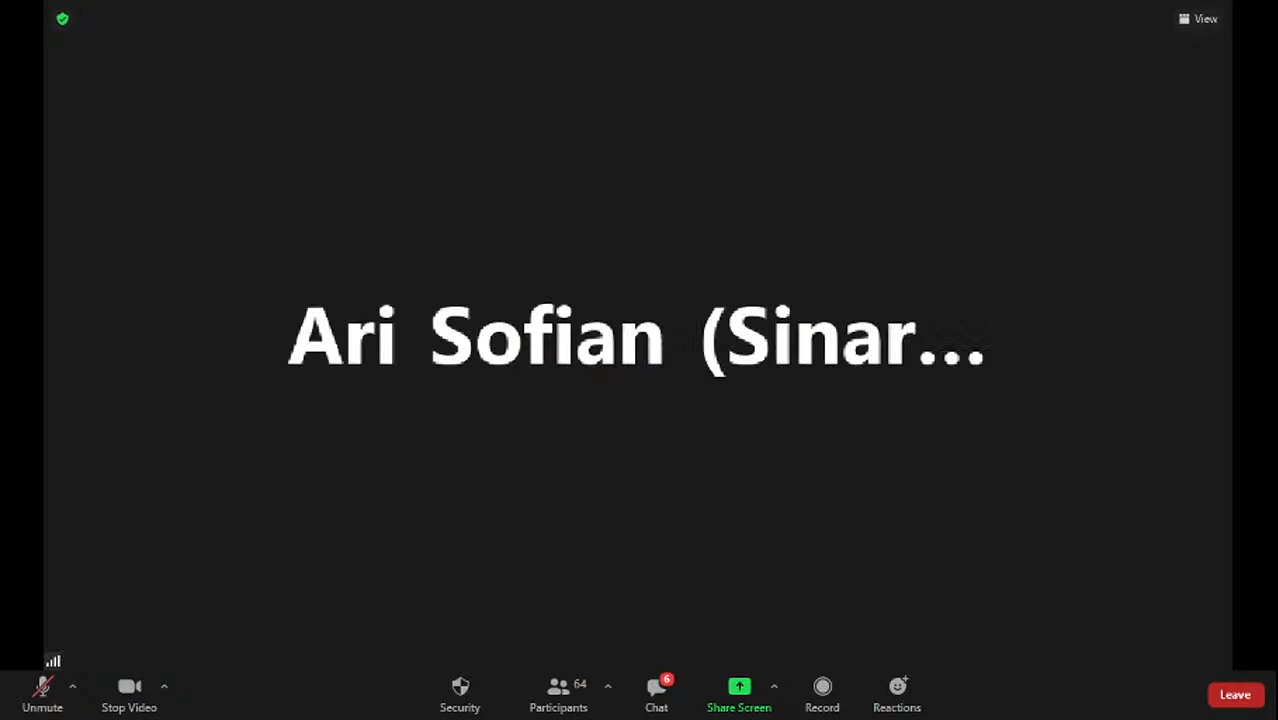 View
Ari Sofian (Sinar...
Unmute
Stop Video
Security
64
Participants
6
Chat
Share Screen
Record
Reactions
Leave